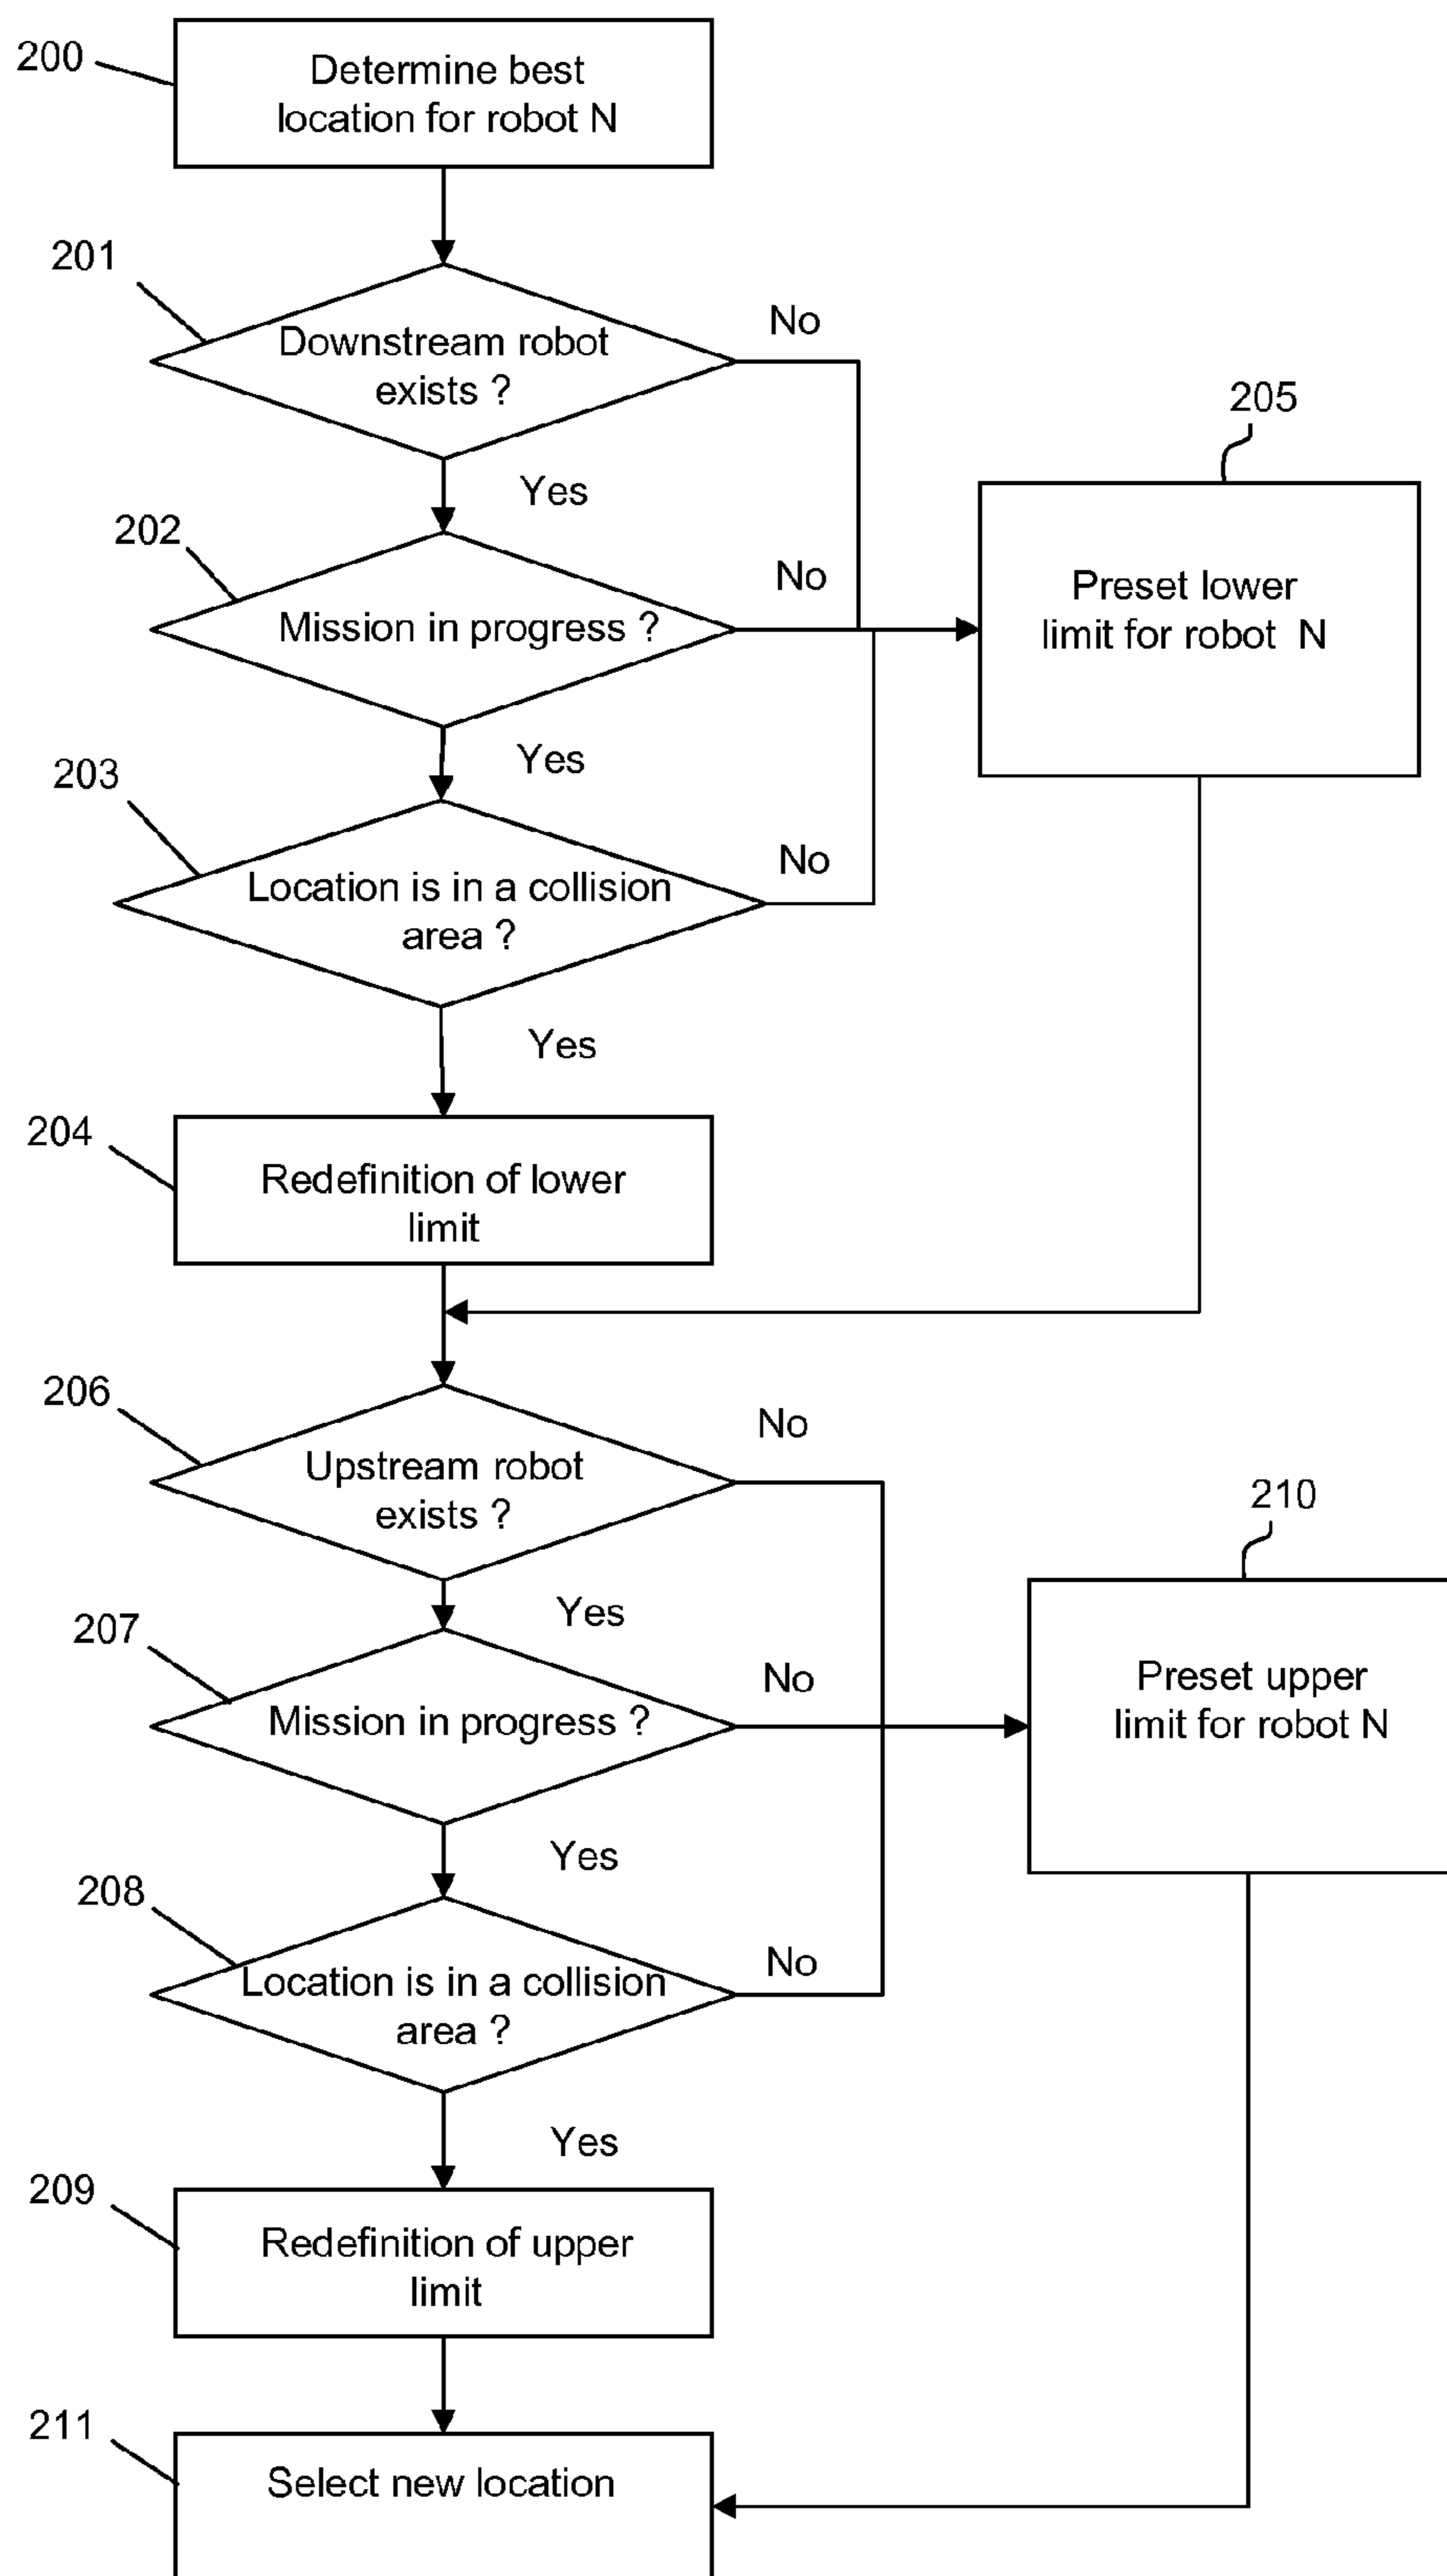 200
Determine best
location for robot N
201
Downstream robot
exists ?
No
Yes
205
Preset lower
limit for robot N
202
Mission in progress ?
No
Yes
203
Location is in a collision
area ?
No
Yes
204
Redefinition of lower
limit
206
Upstream robot
exists ?
No
Yes
210
Preset upper
limit for robot N
207
Mission in progress ?
No
Yes
208
Location is in a collision
area ?
No
Yes
209
Redefinition of upper
limit
211
Select new location